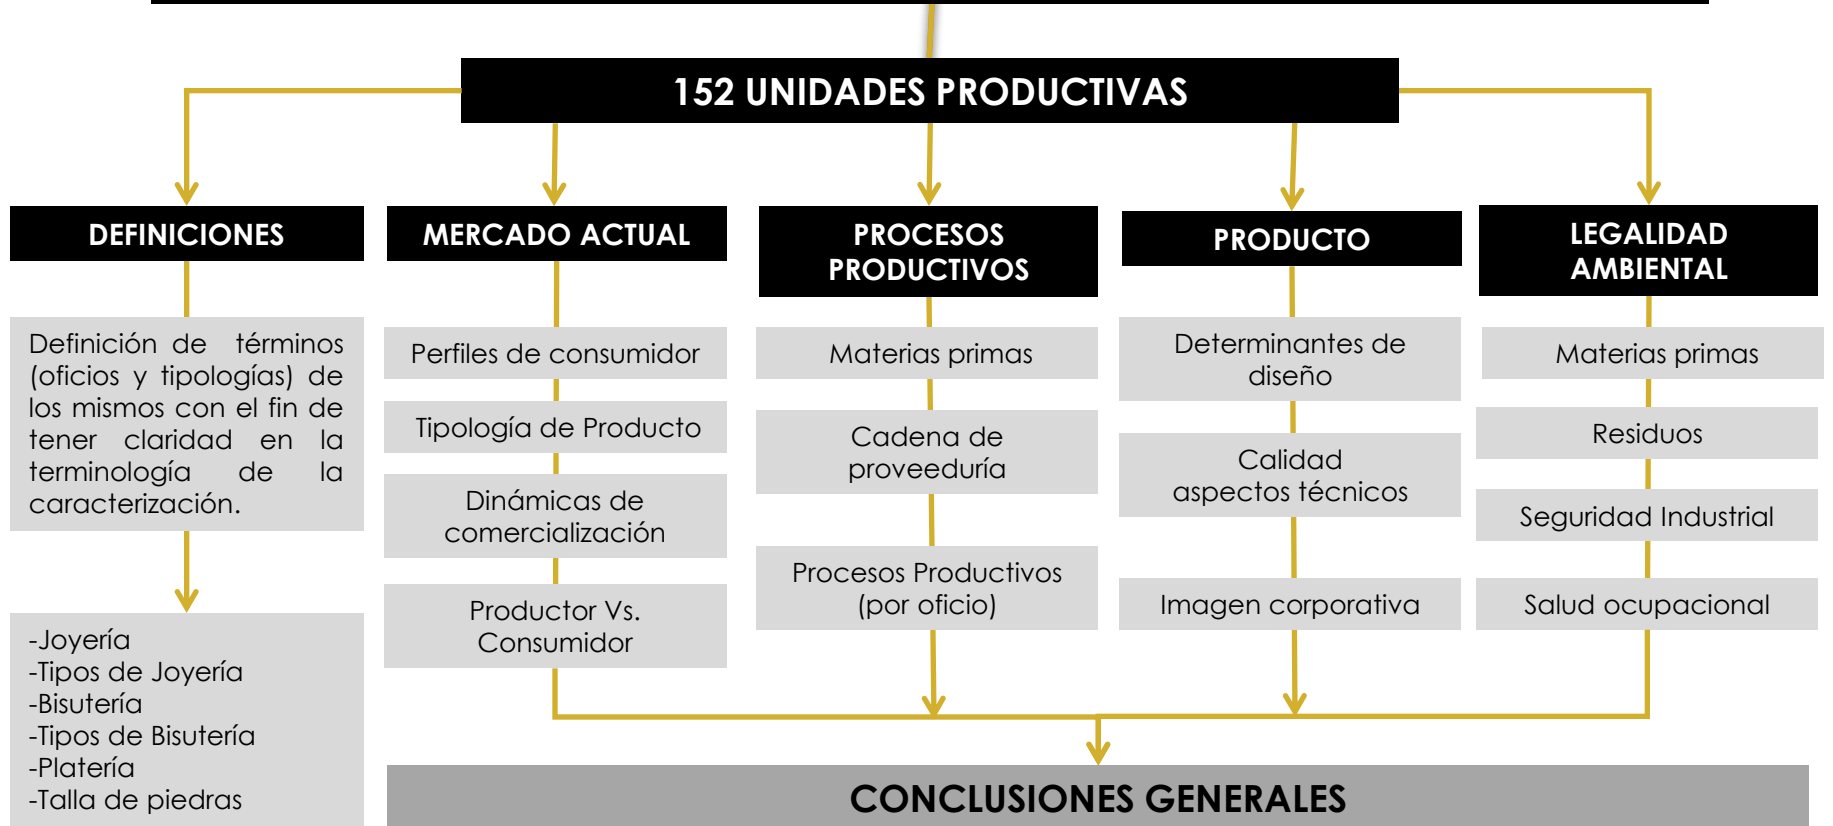 152 UNIDADES PRODUCTIVAS
DEFINICIONES
Definición de términos
(oficios y tipologías) de
los mismos con el fin de
tener claridad en la
terminología de la
caracterización.
-Joyería
-Tipos de Joyería
-Bisutería
-Tipos de Bisutería
-Platería
-Talla de piedras
MERCADO ACTUAL
Perfiles de consumidor
Tipología de Producto
Dinámicas de
comercialización
Productor Vs.
Consumidor
PROCESOS
PRODUCTIVOS
Materias primas
Cadena de
proveeduría
Procesos Productivos
(por oficio)
PRODUCTO
Determinantes de
diseño
Calidad
aspectos técnicos
Imagen corporativa
LEGALIDAD
AMBIENTAL
Materias primas
Residuos
Seguridad Industrial
Salud ocupacional
CONCLUSIONES GENERALES